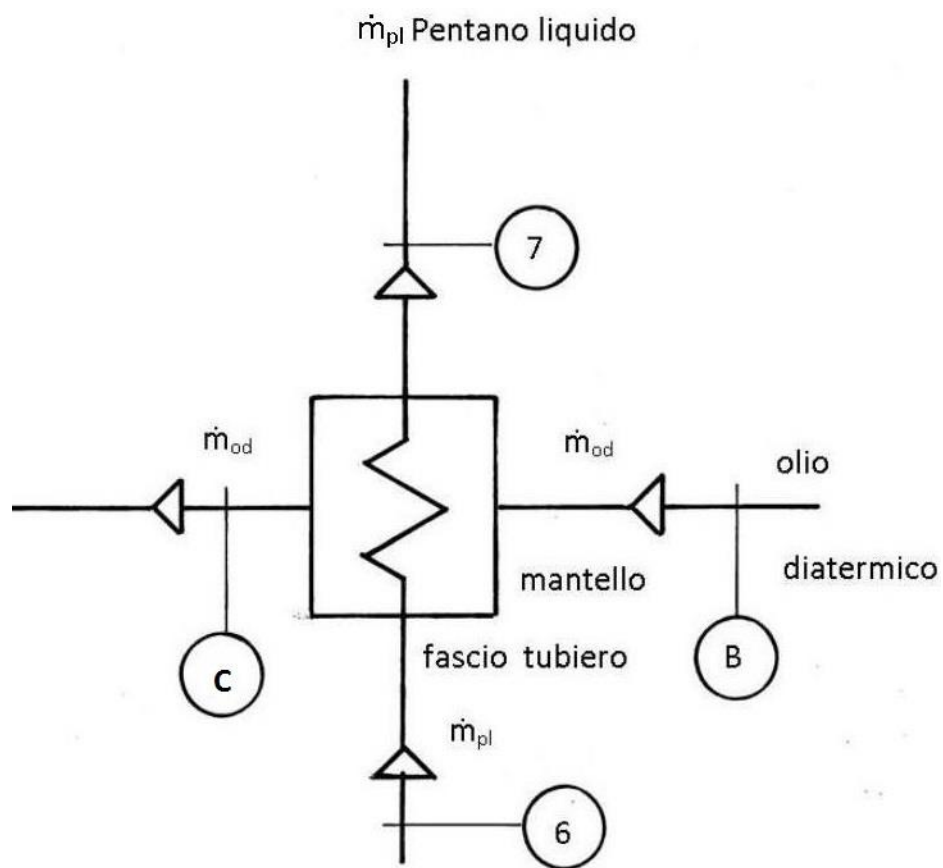 ṁpl Pentano liquido
7
ṁod
ṁod
olio
diatermico
mantello
C
fascio tubiero
B
ṁpl
6